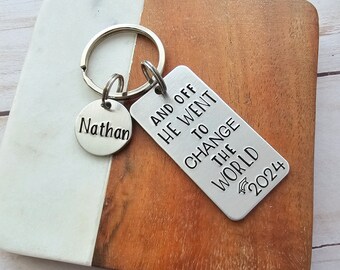 Nathan
AND OFF
HE WENT
TO
CHANGE
THE
WORLD
2024